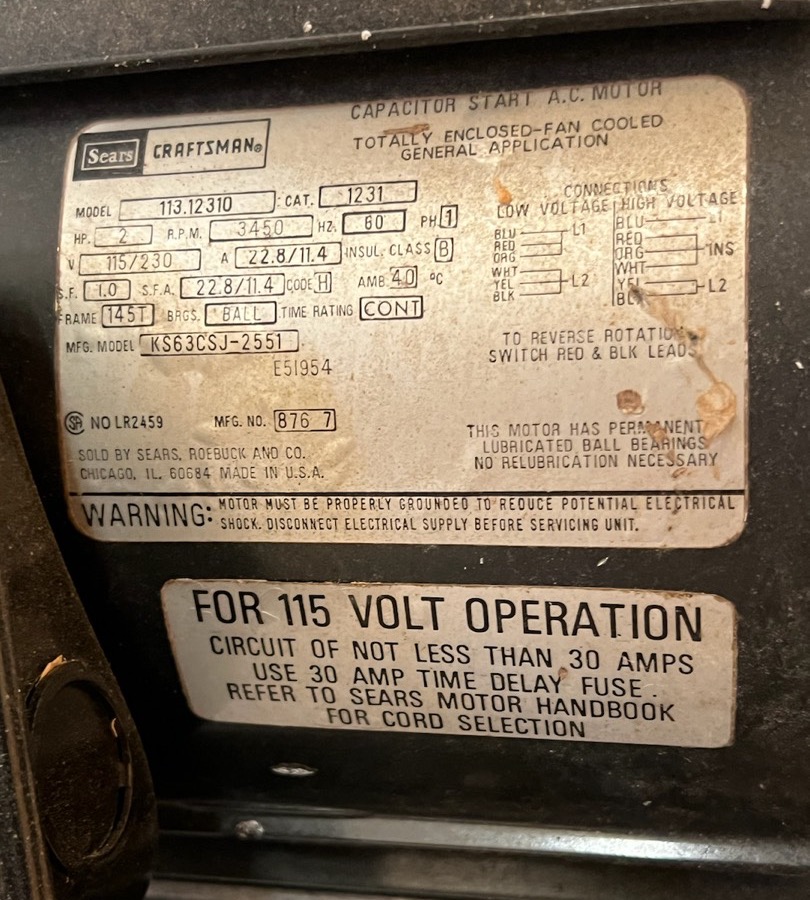 CAPACITOR START A.C. MOTOR
Sears CRAFTSMAN®
TOTALLY ENCLOSED-FAN COOLED
GENERAL APPLICATION
MODEL 113.12310 CAT. 1231
HP. 2 R.P.M. 3450 HZ. 60 PH 1
V 115/230 A 22.8/11.4 INSUL. CLASS B
S.F. 1.0 S.F.A. 22.8/11.4 CODE H AMB. 40 °C
FRAME 145T BRGS. BALL TIME RATING CONT
MFG. MODEL KS63CSJ-2551
E51954
SA NO LR2459 MFG. NO. 876 7
SOLD BY SEARS, ROEBUCK AND CO.
CHICAGO, IL. 60684 MADE IN U.S.A.
CONNECTIONS
LOW VOLTAGE HIGH VOLTAGE
BLU BLU L1
RED L1 RED
ORG ORG INS
WHT WHT
YEL L2 YEL L2
BLK
TO REVERSE ROTATION
SWITCH RED & BLK LEADS
THIS MOTOR HAS PERMANENT
LUBRICATED BALL BEARINGS
NO RELUBRICATION NECESSARY
WARNING: MOTOR MUST BE PROPERLY GROUNDED TO REDUCE POTENTIAL ELECTRICAL
SHOCK. DISCONNECT ELECTRICAL SUPPLY BEFORE SERVICING UNIT.
FOR 115 VOLT OPERATION
CIRCUIT OF NOT LESS THAN 30 AMPS
USE 30 AMP TIME DELAY FUSE.
REFER TO SEARS MOTOR HANDBOOK
FOR CORD SELECTION